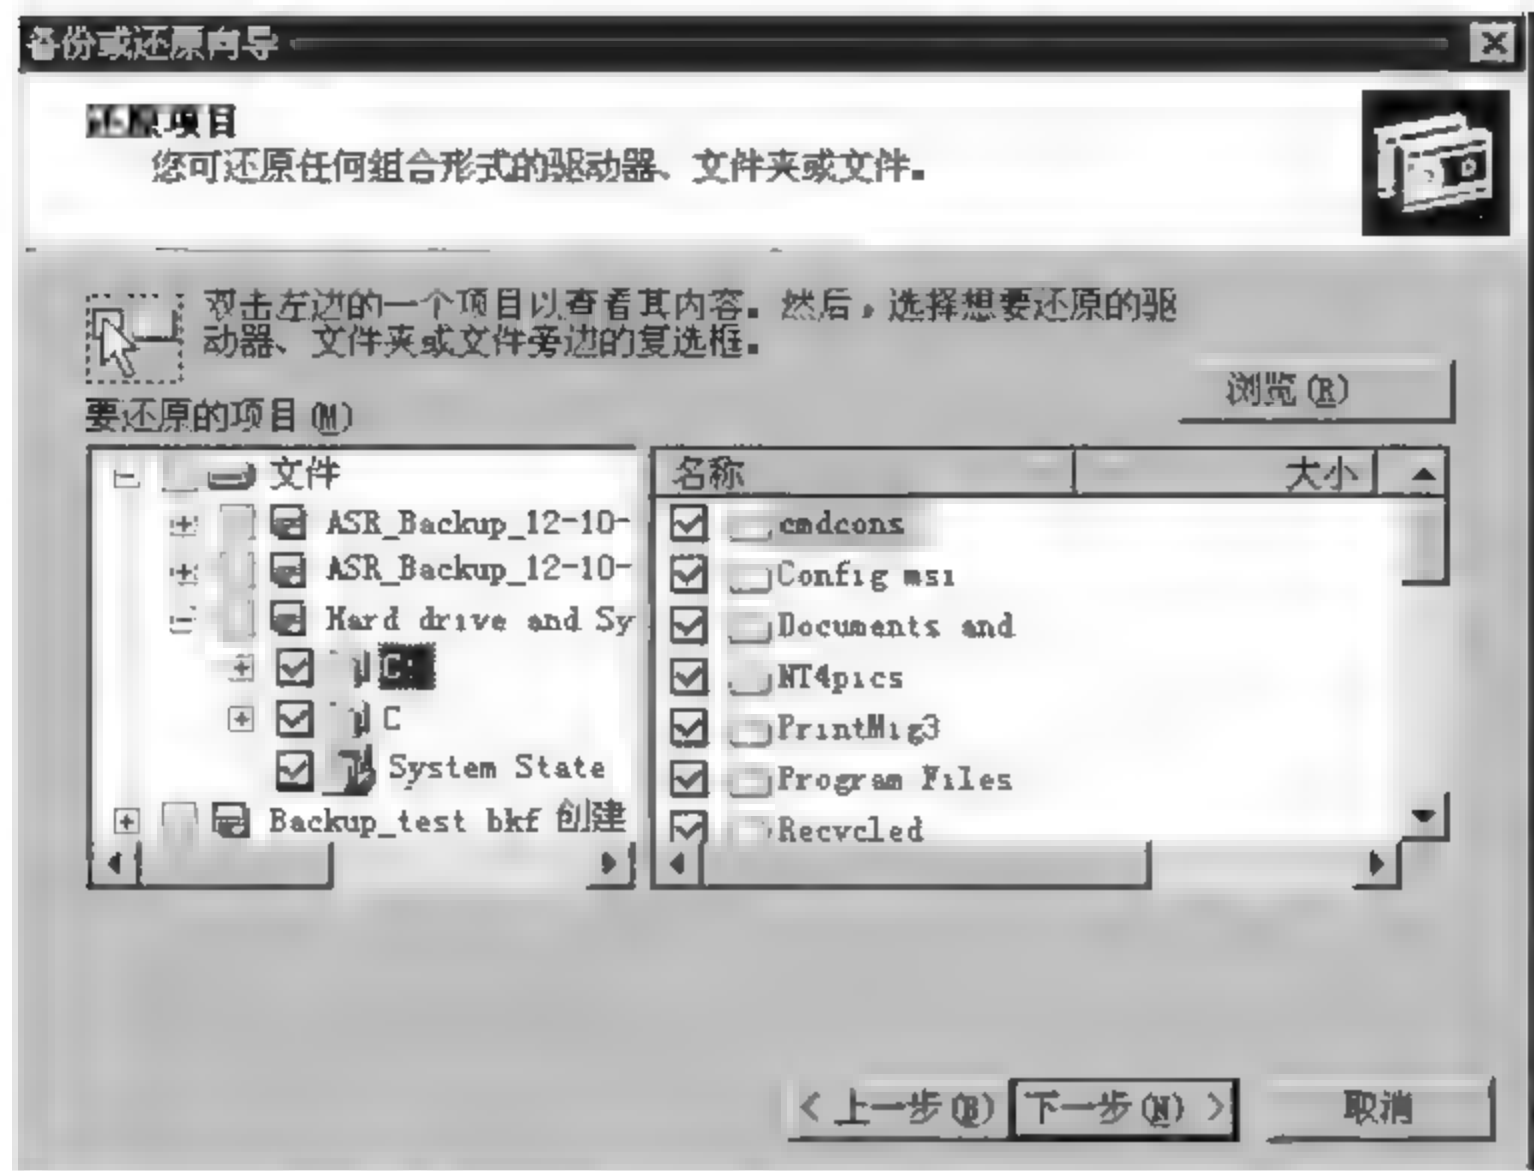 备份或还原向导
还原项目
您可还原任何组合形式的驱动器、文件夹或文件。
双击左边的一个项目以查看其内容。然后，选择想要还原的驱
动器、文件夹或文件旁边的复选框。
浏览(R)
要还原的项目(M)
文件
ASR_Backup_12-10-
ASR_Backup_12-10-
Hard drive and Sy
C:
C
System State
Backup_test bkf 创建
名称 大小
cmdcons
Config msi
Documents and
NT4pics
PrintMig3
Program Files
Recycled
< 上一步(B) 下一步(N) > 取消